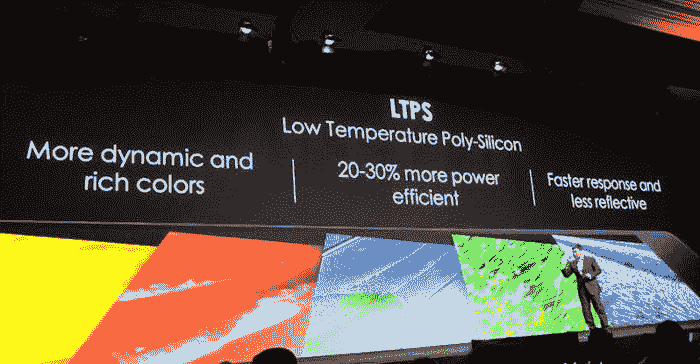 LTPS
Low Temperature Poly-Silicon
More dynamic and
rich colors
20-30% more power
efficient
Faster response and
less reflective